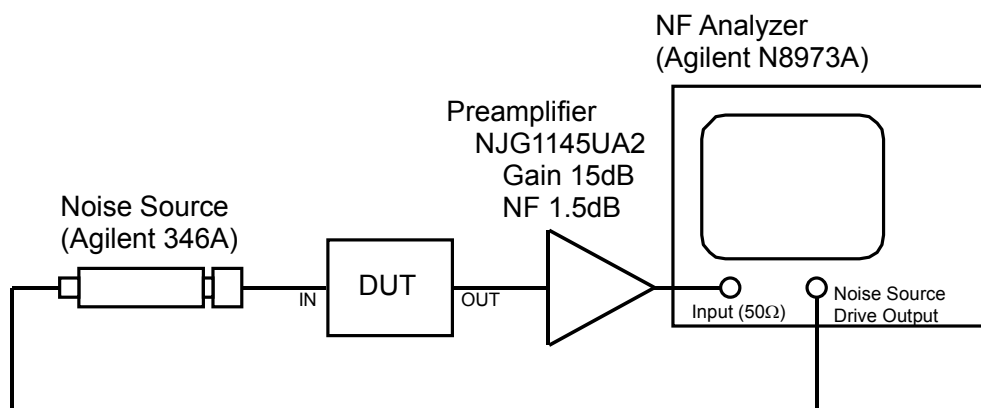 NF Analyzer
(Agilent N8973A)
Preamplifier
NJG1145UA2
Gain 15dB
NF 1.5dB
Noise Source
(Agilent 346A)
IN
DUT
OUT
Input (50Ω)
Noise Source
Drive Output